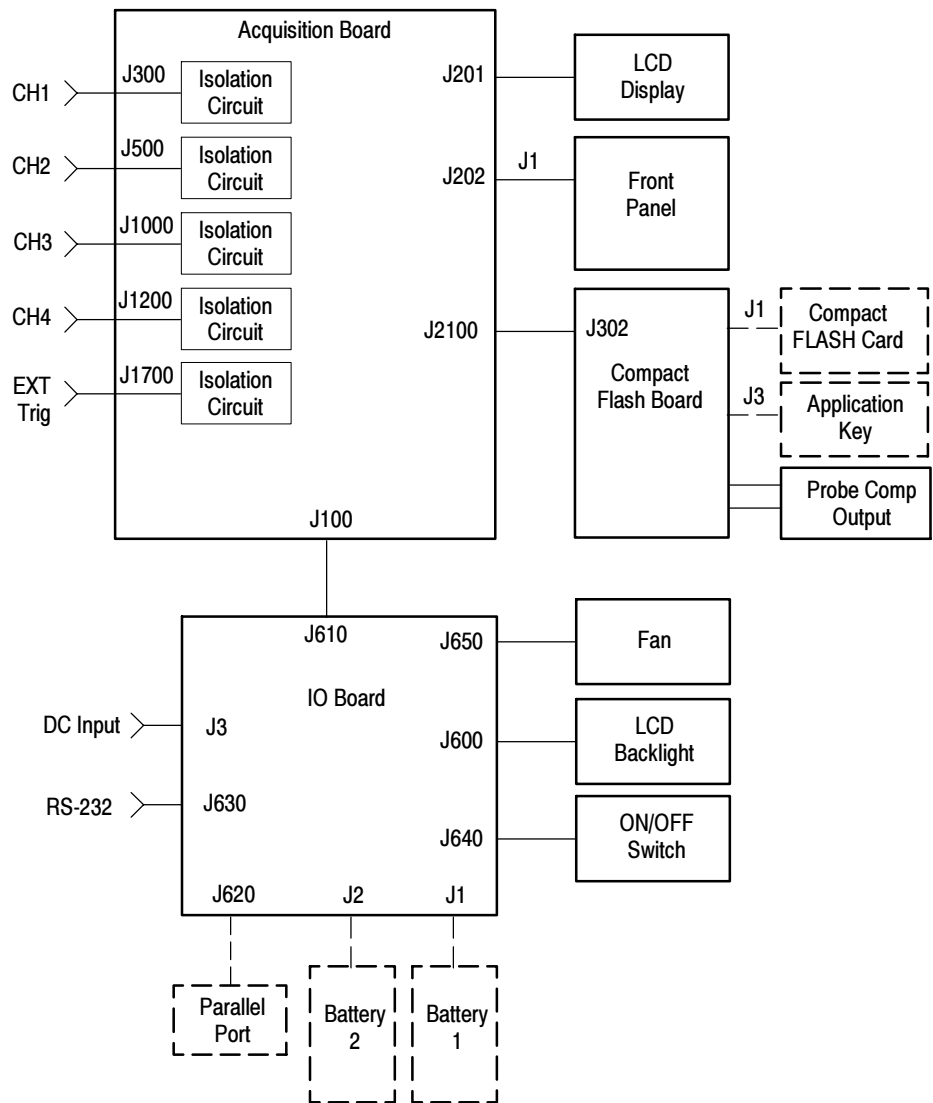 Acquisition Board
CH1
J300
Isolation
Circuit
CH2
J500
Isolation
Circuit
CH3
J1000
Isolation
Circuit
CH4
J1200
Isolation
Circuit
EXT
Trig
J1700
Isolation
Circuit
J201
LCD
Display
J202
J1
Front
Panel
J2100
J302
Compact
Flash Board
J1
Compact
FLASH Card
J3
Application
Key
Probe Comp
Output
J100
J610
IO Board
DC Input
J3
RS-232
J630
J650
Fan
J600
LCD
Backlight
J640
ON/OFF
Switch
J620
J2
J1
Parallel
Port
Battery
2
Battery
1